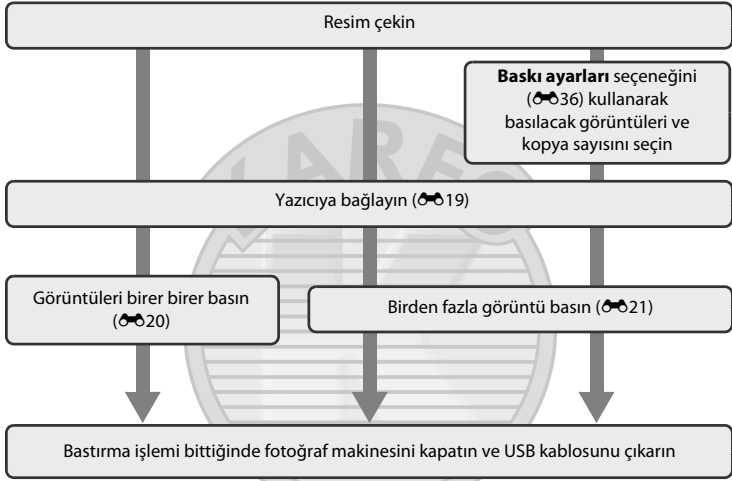 Resim çekin
Baskı ayarları seçeneğini
(36) kullanarak
basılacak görüntüleri ve
kopya sayısını seçin
Yazıcıya bağlayın (19)
Görüntüleri birer birer basın
(20)
Birden fazla görüntü basın (21)
Bastırma işlemi bittiğinde fotoğraf makinesini kapatın ve USB kablosunu çıkarın